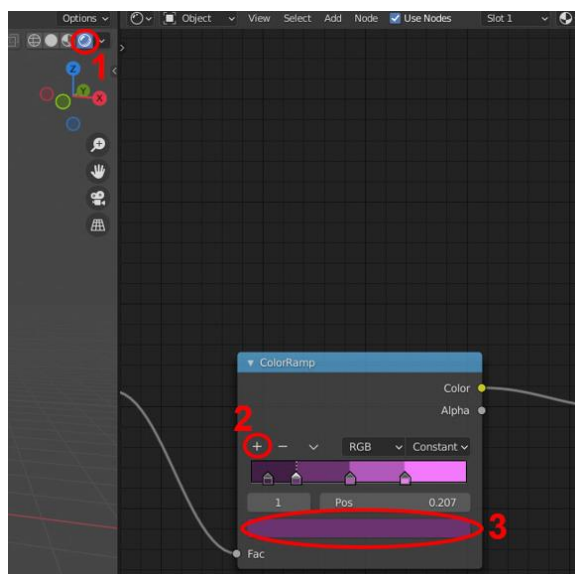 Options Object View Select Add Node Use Nodes Slot 1
1
Z
Y
X
ColorRamp
Color
Alpha
2
+ − RGB Constant
1 Pos 0.207
3
Fac